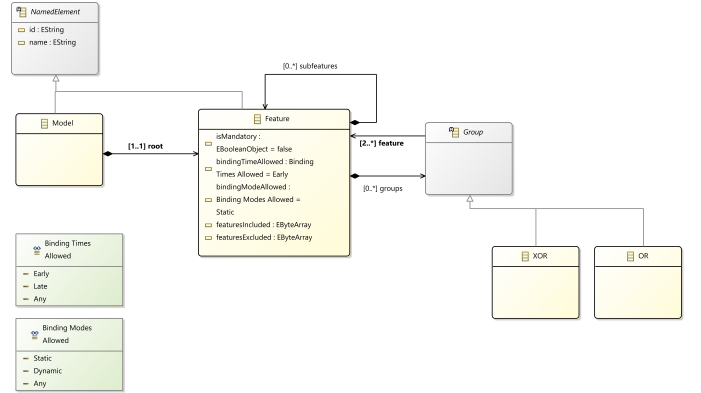 NamedElement
id : EString
name : EString
[0..*] subfeatures
Model
Feature
isMandatory :
EBooleanObject = false
bindingTimeAllowed : Binding
Times Allowed = Early
bindingModeAllowed :
Binding Modes Allowed =
Static
featuresIncluded : EByteArray
featuresExcluded : EByteArray
Group
[1..1] root
[2..*] feature
[0..*] groups
Binding Times
Allowed
Early
Late
Any
XOR
OR
Binding Modes
Allowed
Static
Dynamic
Any